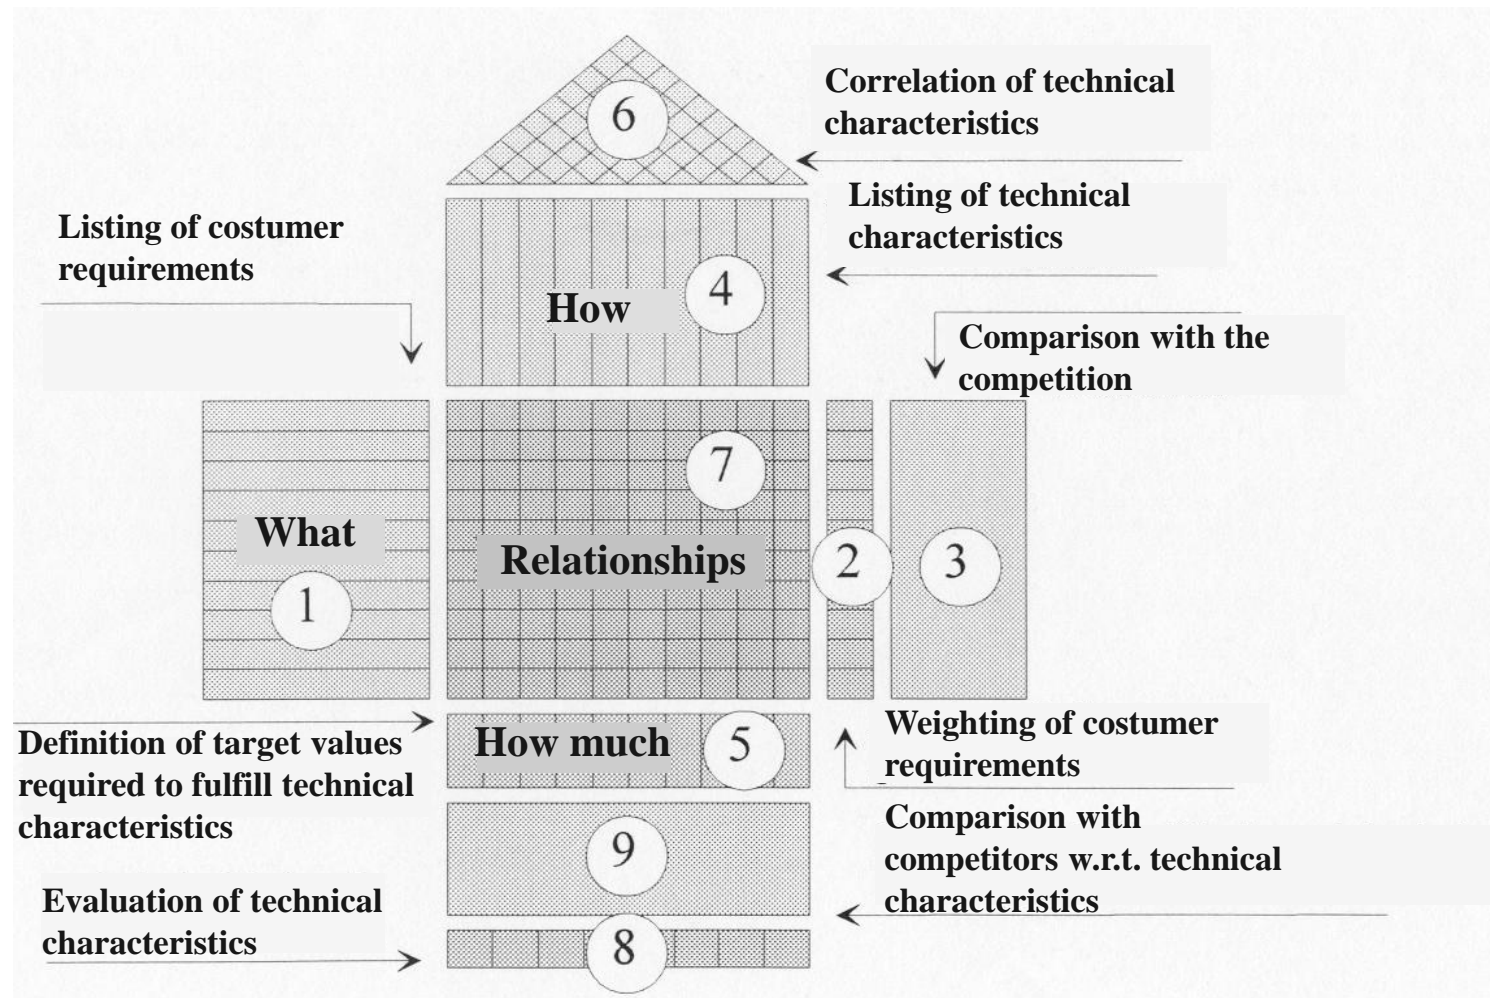 6
Correlation of technical
characteristics
Listing of costumer
requirements
Listing of technical
characteristics
How
4
Comparison with the
competition
What
1
7
Relationships
2
3
Definition of target values
required to fulfill technical
characteristics
How much
5
Weighting of costumer
requirements
9
Comparison with
competitors w.r.t. technical
characteristics
Evaluation of technical
characteristics
8